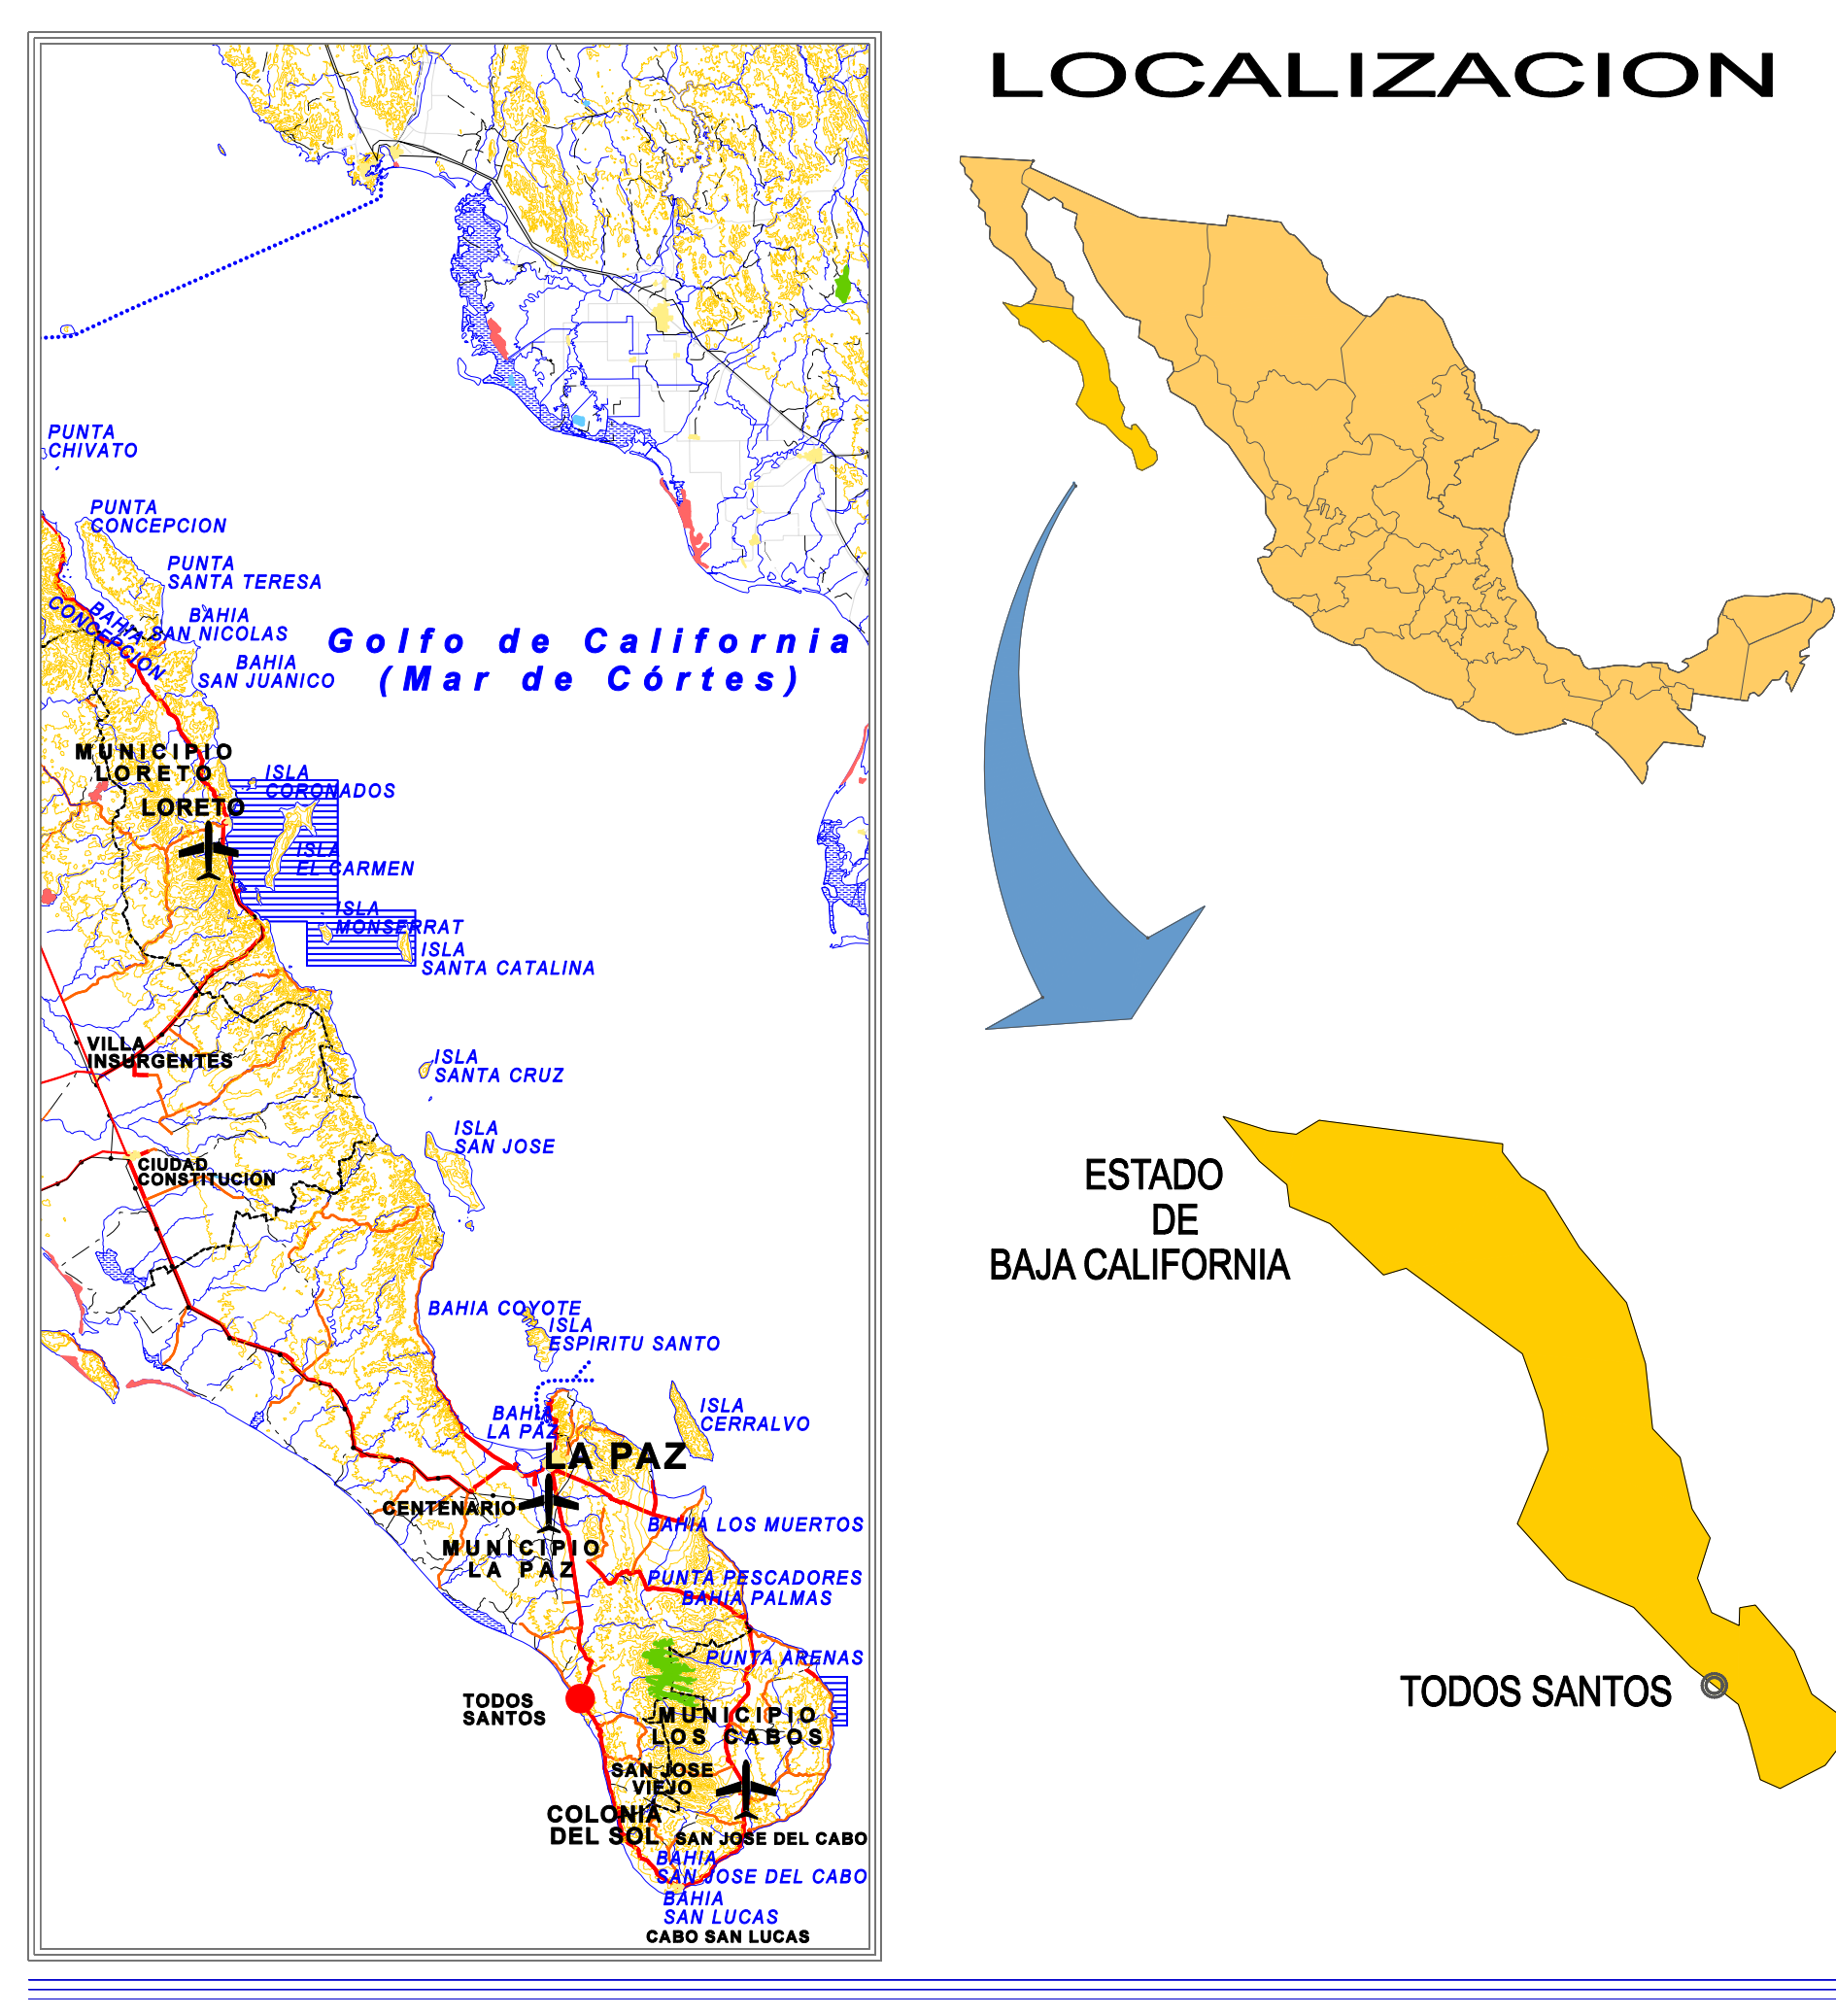 LOCALIZACION
PUNTA
CHIVATO
PUNTA
CONCEPCION
PUNTA
SANTA TERESA
BAHIA
CONCEPCION
BAHIA
SAN NICOLAS
BAHIA
SAN JUANICO
Golfo de California
(Mar de Córtes)
MUNICIPIO
LORETO
LORETO
ISLA
CORONADOS
ISLA
EL CARMEN
ISLA
MONSERRAT
ISLA
SANTA CATALINA
VILLA
INSURGENTES
ISLA
SANTA CRUZ
ISLA
SAN JOSE
CIUDAD
CONSTITUCION
BAHIA COYOTE
ISLA
ESPIRITU SANTO
BAHIA
LA PAZ
ISLA
CERRALVO
LA PAZ
CENTENARIO
BAHIA LOS MUERTOS
MUNICIPIO
LA PAZ
PUNTA PESCADORES
BAHIA PALMAS
PUNTA ARENAS
TODOS
SANTOS
MUNICIPIO
LOS CABOS
SAN JOSE
VIEJO
COLONIA
DEL SOL
SAN JOSE DEL CABO
BAHIA
SAN JOSE DEL CABO
BAHIA
SAN LUCAS
CABO SAN LUCAS
ESTADO
DE
BAJA CALIFORNIA
TODOS SANTOS